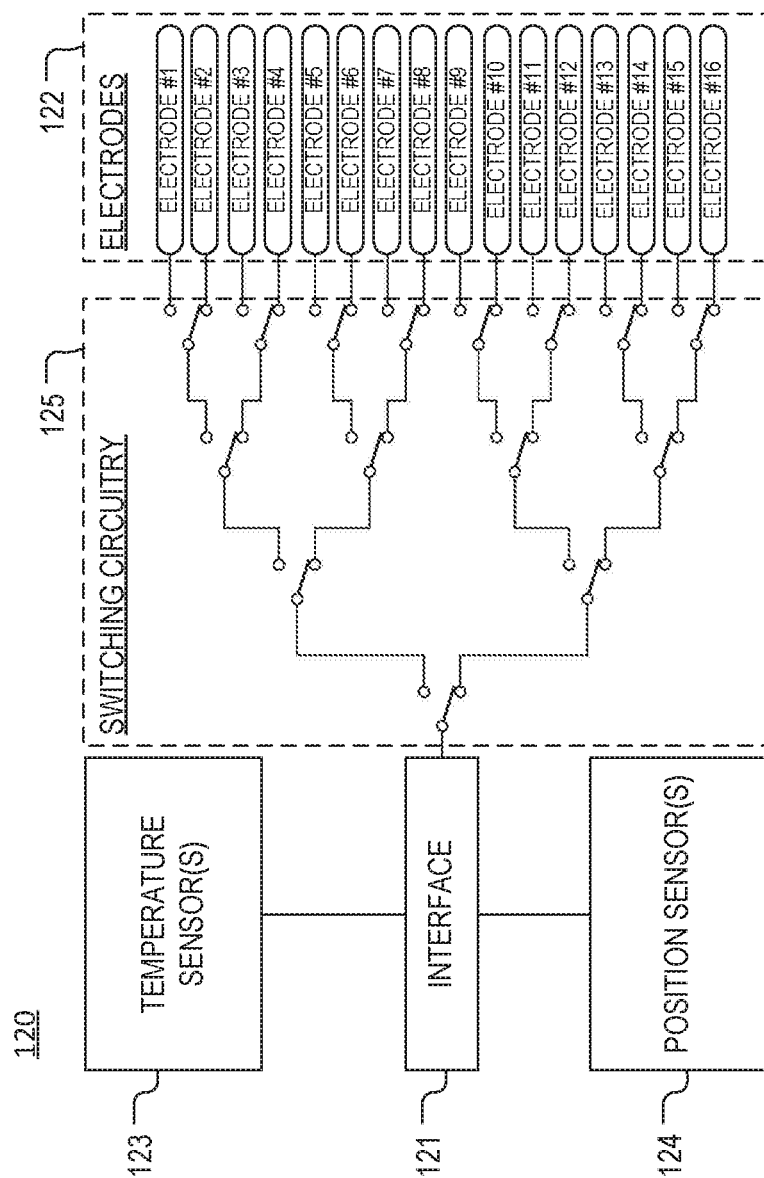 120
123
TEMPERATURE
SENSOR(S)
121
INTERFACE
124
POSITION SENSOR(S)
125
SWITCHING CIRCUITRY
122
ELECTRODES
ELECTRODE #1
ELECTRODE #2
ELECTRODE #3
ELECTRODE #4
ELECTRODE #5
ELECTRODE #6
ELECTRODE #7
ELECTRODE #8
ELECTRODE #9
ELECTRODE #10
ELECTRODE #11
ELECTRODE #12
ELECTRODE #13
ELECTRODE #14
ELECTRODE #15
ELECTRODE #16